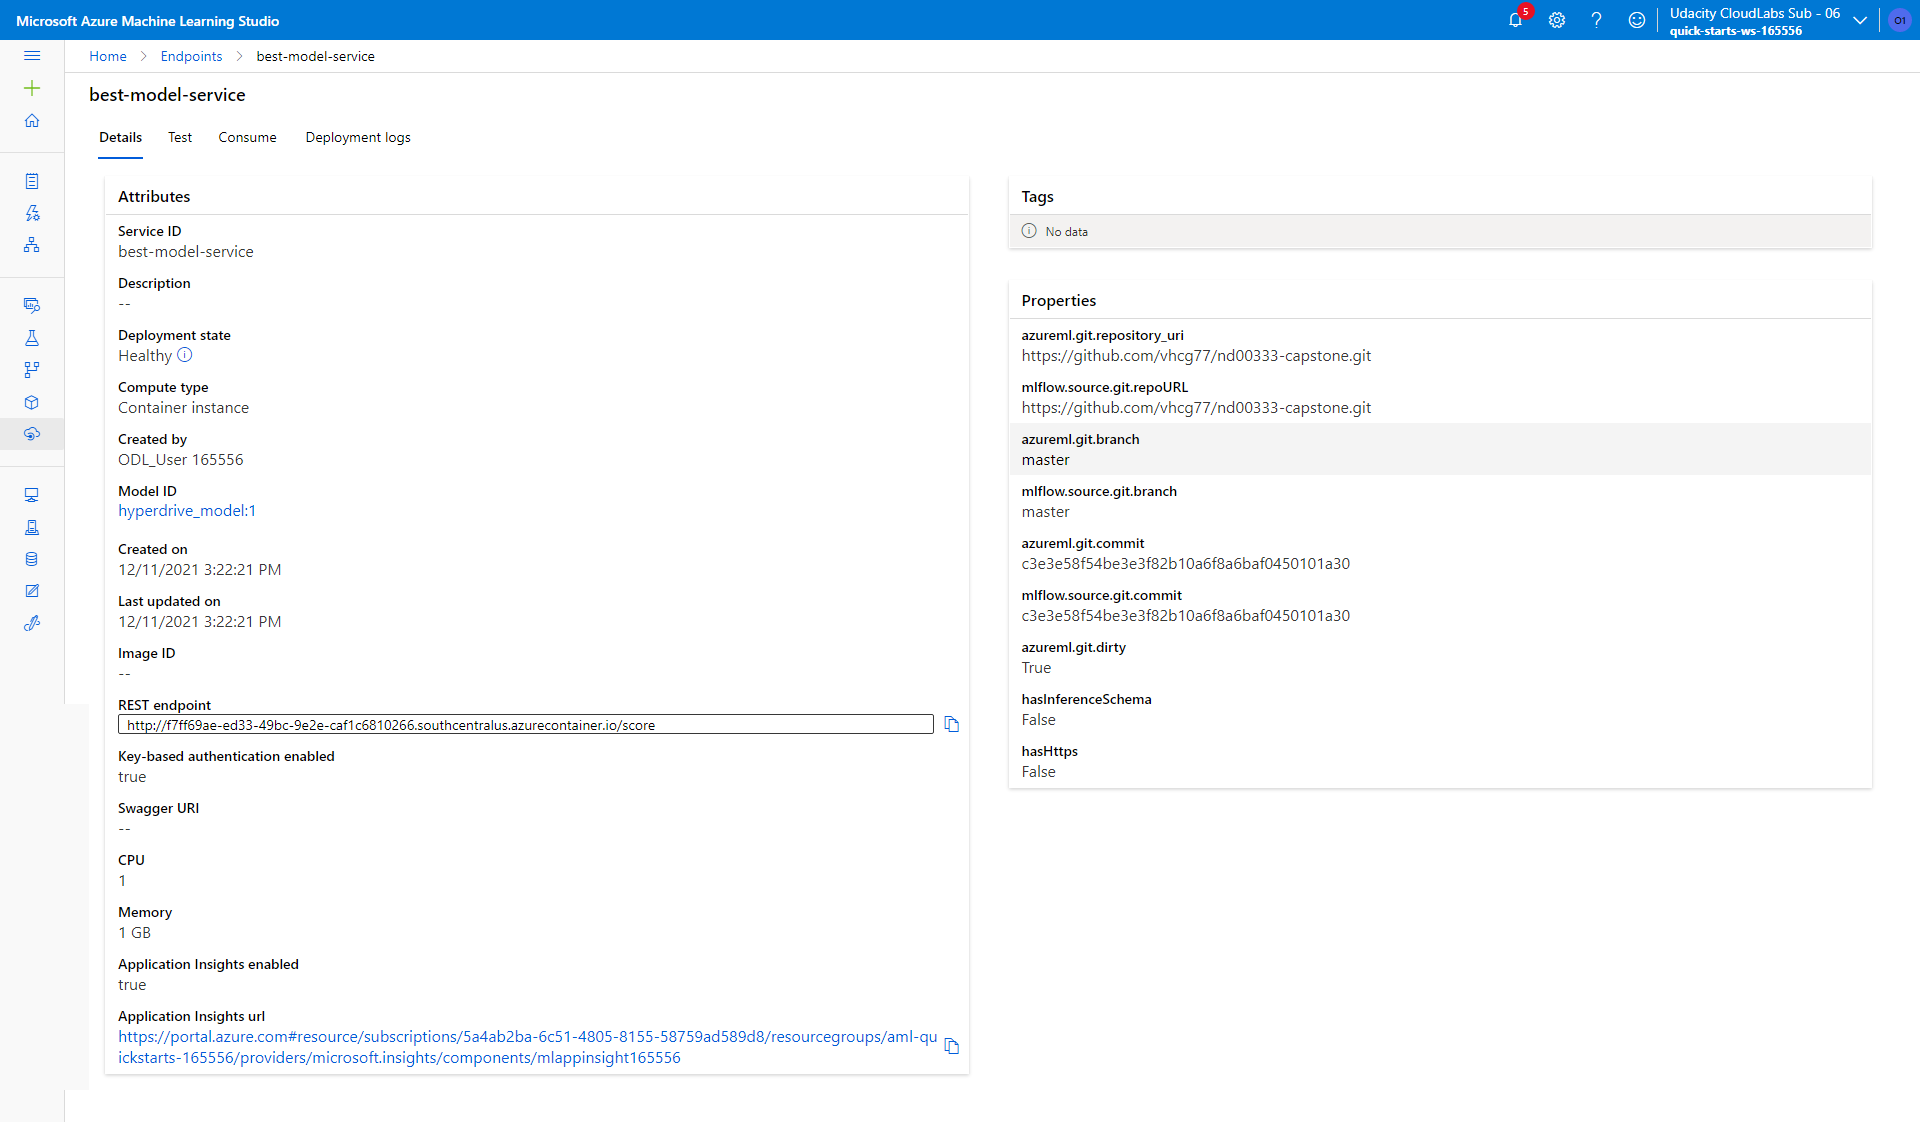 Microsoft Azure Machine Learning Studio
5
Udacity CloudLabs Sub - 06
quick-starts-ws-165556
O1
Home > Endpoints > best-model-service
best-model-service
Details Test Consume Deployment logs
Attributes
Service ID
best-model-service
Description
--
Deployment state
Healthy
Compute type
Container instance
Created by
ODL_User 165556
Model ID
hyperdrive_model:1
Created on
12/11/2021 3:22:21 PM
Last updated on
12/11/2021 3:22:21 PM
Image ID
--
REST endpoint
http://f7ff69ae-ed33-49bc-9e2e-caf1c6810266.southcentralus.azurecontainer.io/score
Key-based authentication enabled
true
Swagger URI
--
CPU
1
Memory
1 GB
Application Insights enabled
true
Application Insights url
https://portal.azure.com#resource/subscriptions/5a4ab2ba-6c51-4805-8155-58759ad589d8/resourcegroups/aml-qu
ickstarts-165556/providers/microsoft.insights/components/mlappinsight165556
Tags
No data
Properties
azureml.git.repository_uri
https://github.com/vhcg77/nd00333-capstone.git
mlflow.source.git.repoURL
https://github.com/vhcg77/nd00333-capstone.git
azureml.git.branch
master
mlflow.source.git.branch
master
azureml.git.commit
c3e3e58f54be3e3f82b10a6f8a6baf0450101a30
mlflow.source.git.commit
c3e3e58f54be3e3f82b10a6f8a6baf0450101a30
azureml.git.dirty
True
hasInferenceSchema
False
hasHttps
False